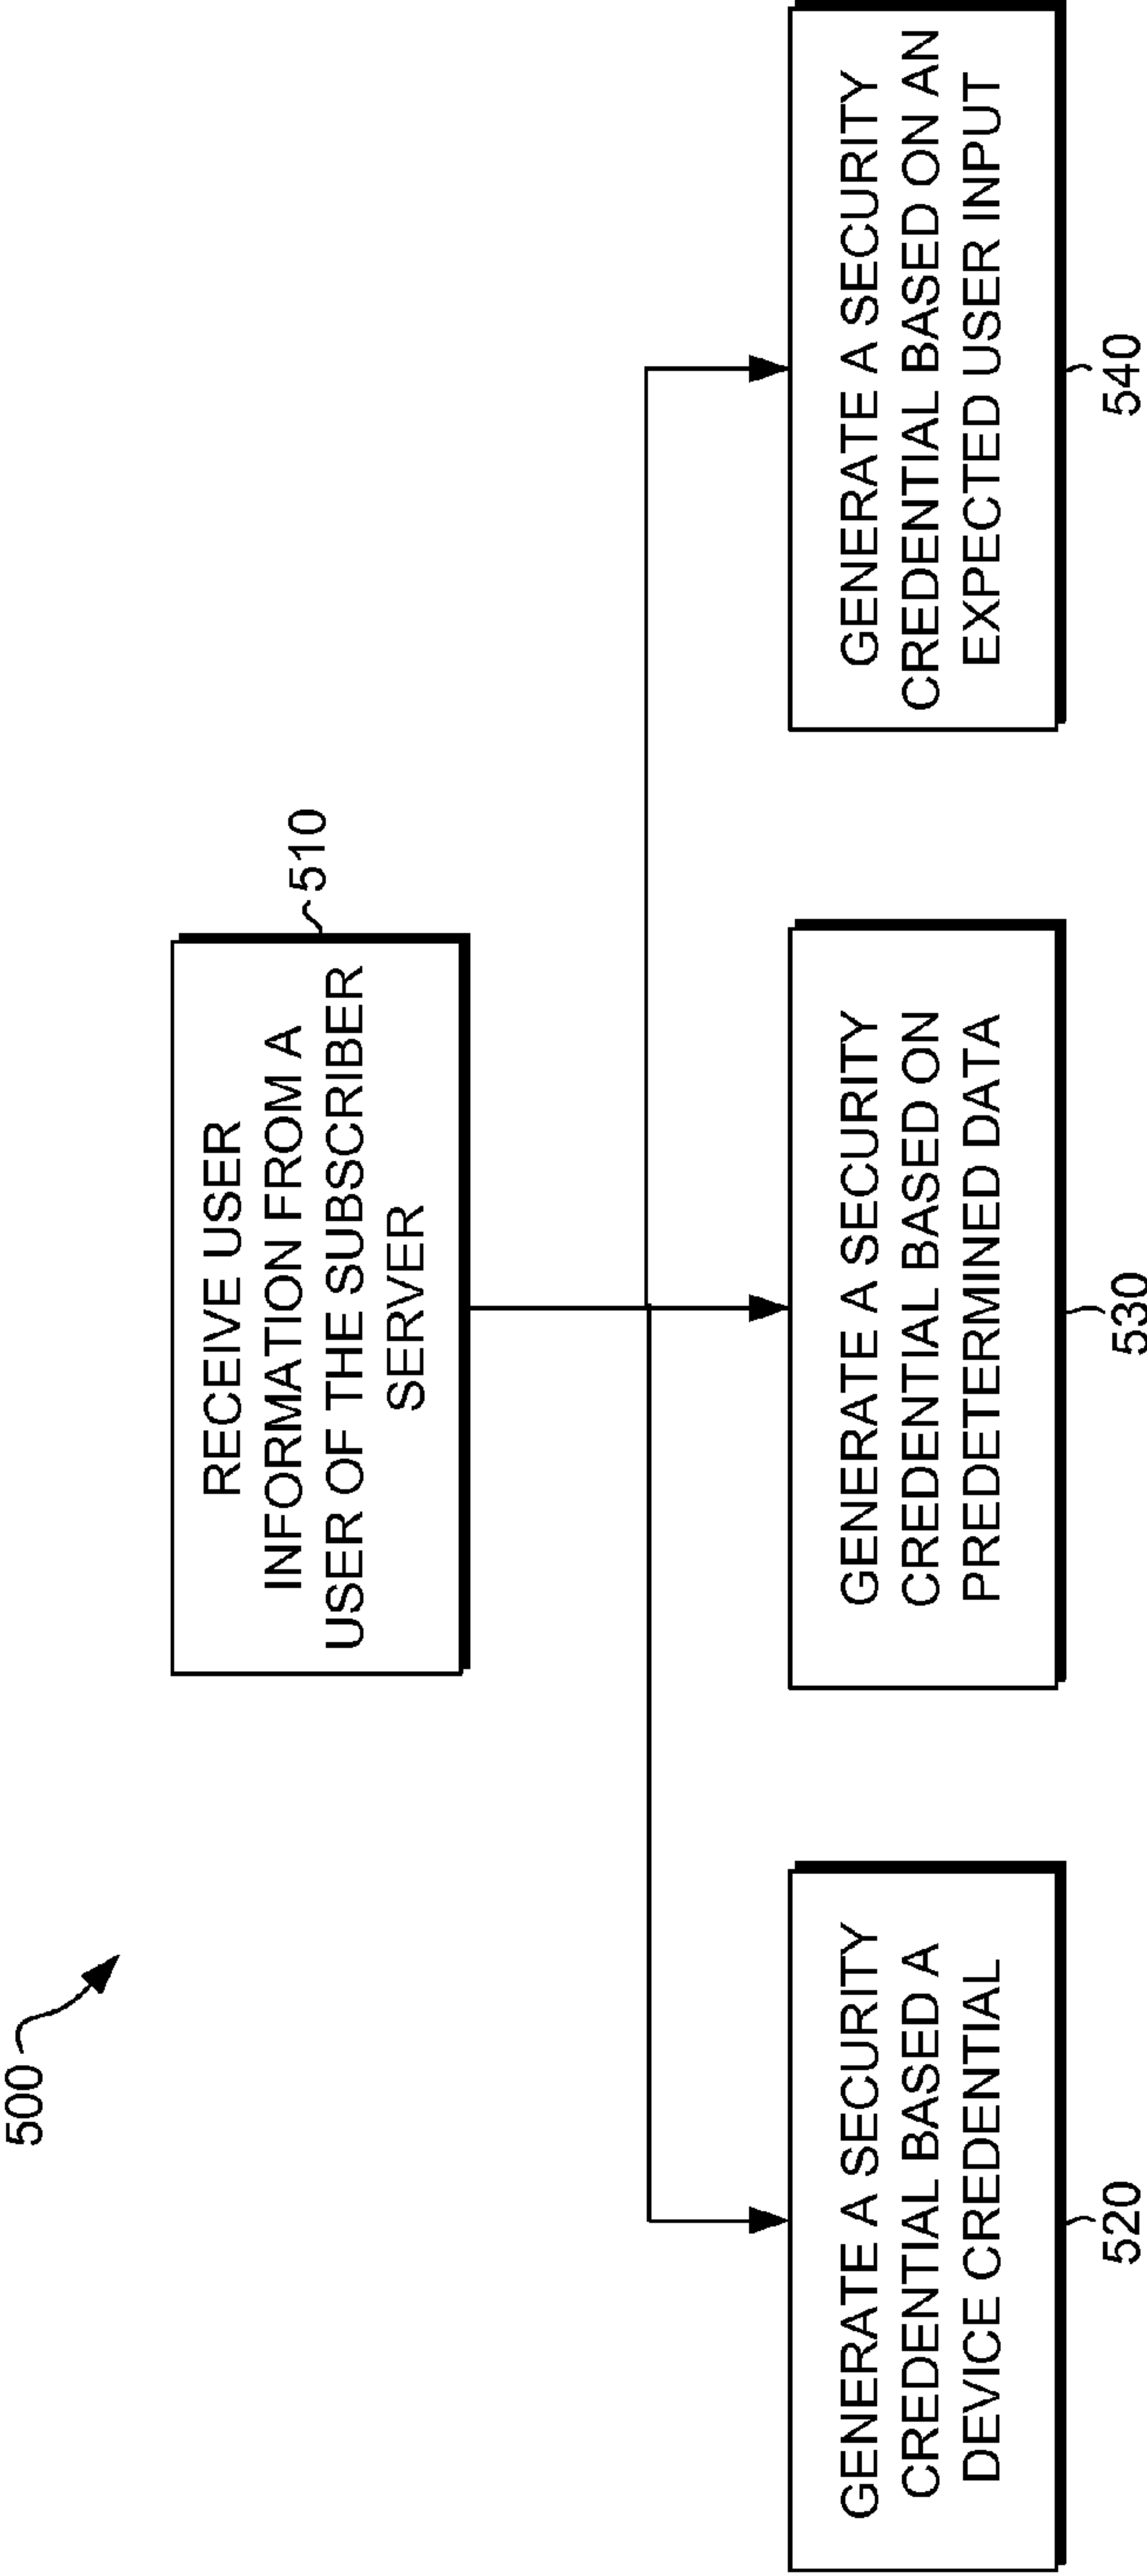 500
RECEIVE USER
INFORMATION FROM A
USER OF THE SUBSCRIBER
SERVER
510
GENERATE A SECURITY
CREDENTIAL BASED A
DEVICE CREDENTIAL
520
GENERATE A SECURITY
CREDENTIAL BASED ON
PREDETERMINED DATA
530
GENERATE A SECURITY
CREDENTIAL BASED ON AN
EXPECTED USER INPUT
540